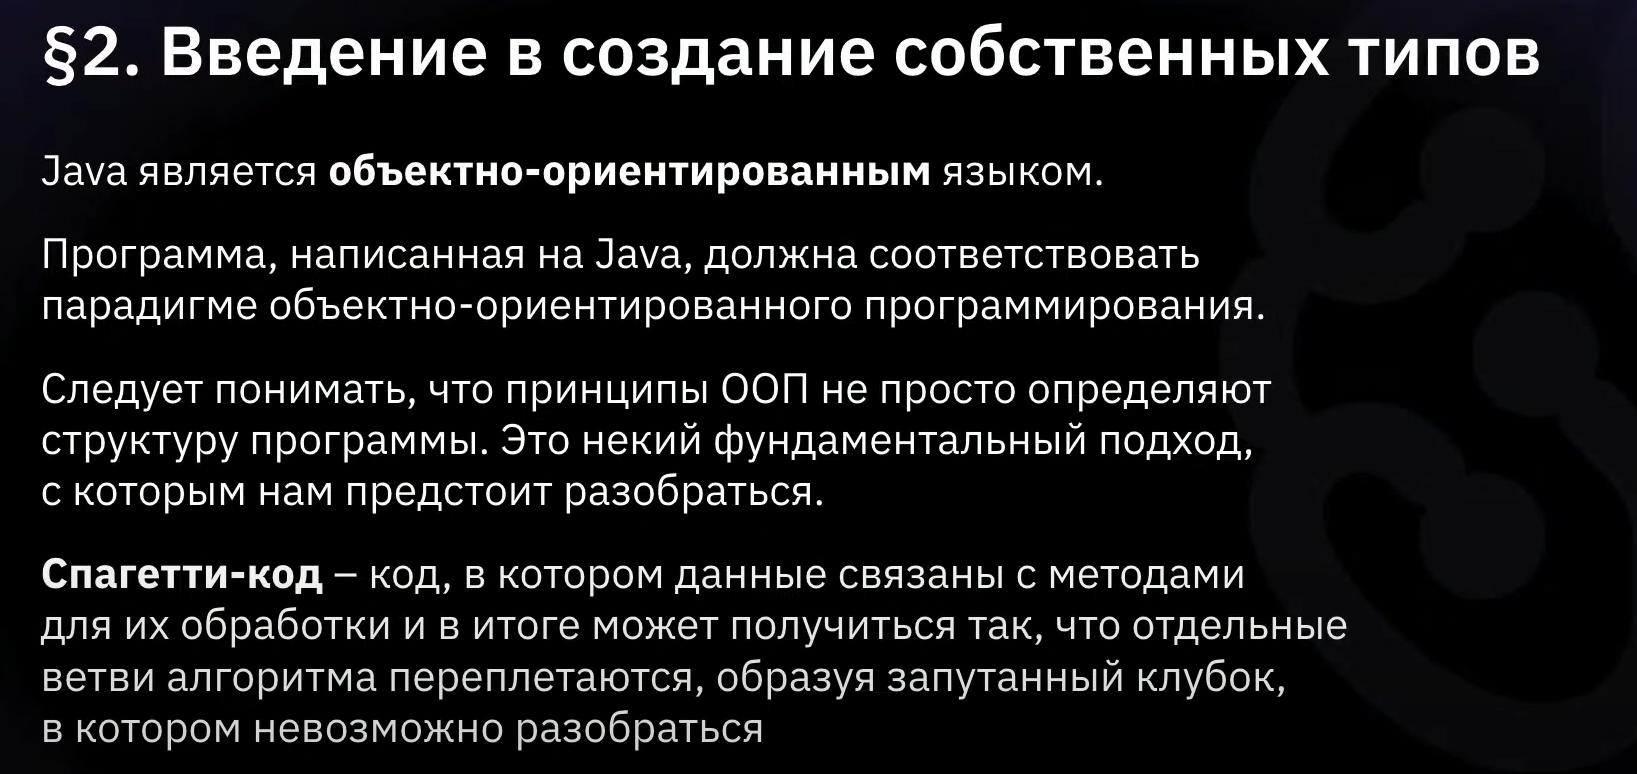 §2. Введение в создание собственных типов
Java является объектно-ориентированным языком.
Программа, написанная на Java, должна соответствовать
парадигме объектно-ориентированного программирования.
Следует понимать, что принципы ООП не просто определяют
структуру программы. Это некий фундаментальный подход,
с которым нам предстоит разобраться.
Спагетти-код – код, в котором данные связаны с методами
для их обработки и в итоге может получиться так, что отдельные
ветви алгоритма переплетаются, образуя запутанный клубок,
в котором невозможно разобраться